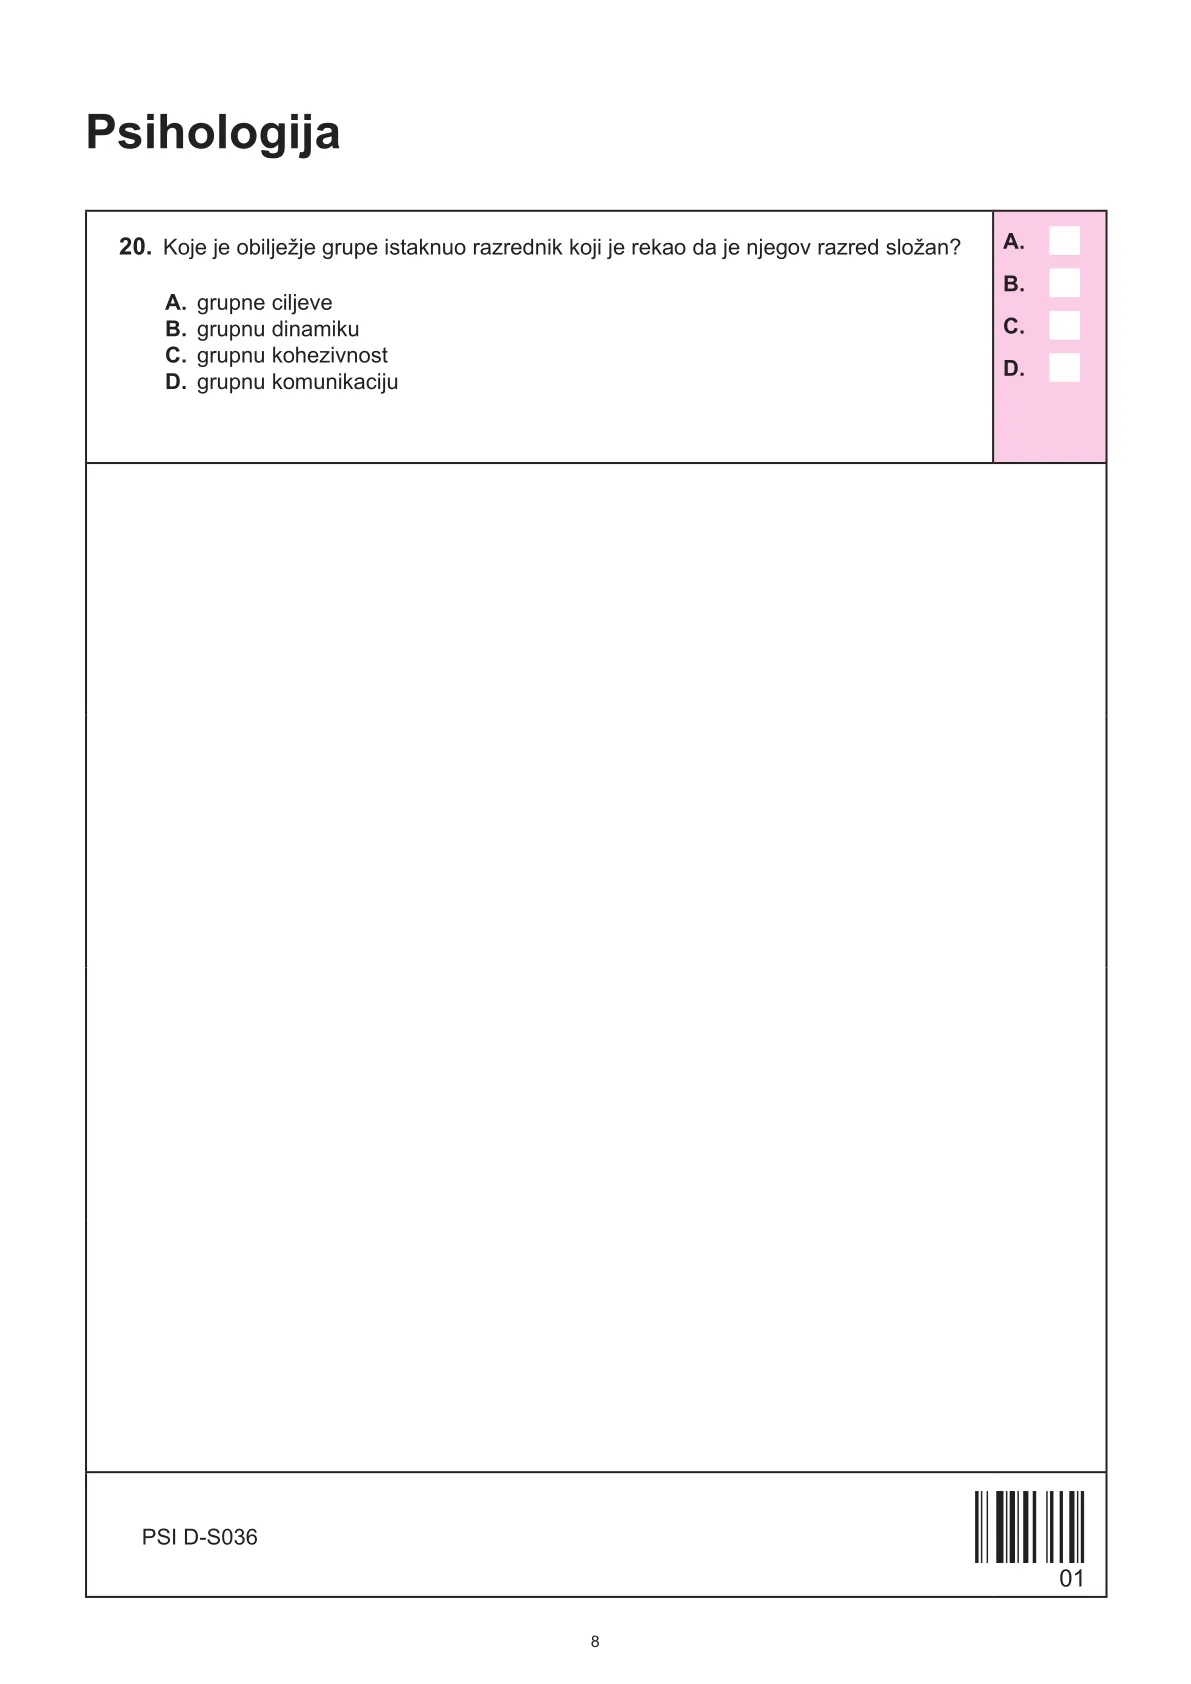 Psihologija
20. Koje je obilježje grupe istaknuo razrednik koji je rekao da je njegov razred složan?
A. grupne ciljeve
B. grupnu dinamiku
C. grupnu kohezivnost
D. grupnu komunikaciju
A.
B.
C.
D.
PSI D-S036
01
8